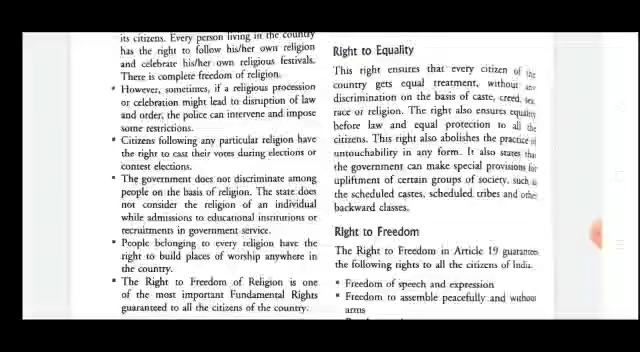 its citizens. Every person living in the country
has the right to follow his/her own religion
and celebrate his/her own religious festivals.
There is complete freedom of religion.
* However, sometimes, if a religious procession
or celebration might lead to disruption of law
and order, the police can intervene and impose
some restrictions.
* Citizens following any particular religion have
the right to cast their votes during elections or
contest elections.
* The government does not discriminate among
people on the basis of religion. The state does
not consider the religion of an individual
while admissions to educational institutions or
recruitments in government service.
* People belonging to every religion have the
right to build places of worship anywhere in
the country.
* The Right to Freedom of Religion is one
of the most important Fundamental Rights
guaranteed to all the citizens of the country.
Right to Equality
This right ensures that every citizen of the
country gets equal treatment, without any
discrimination on the basis of caste, creed, sex,
race or religion. The right also ensures equality
before law and equal protection to all the
citizens. This right also abolishes the practice of
untouchability in any form. It also states that
the government can make special provisions for
upliftment of certain groups of society, such as
the scheduled castes, scheduled tribes and other
backward classes.
Right to Freedom
The Right to Freedom in Article 19 guarantees
the following rights to all the citizens of India.
* Freedom of speech and expression
* Freedom to assemble peacefully and without
arms